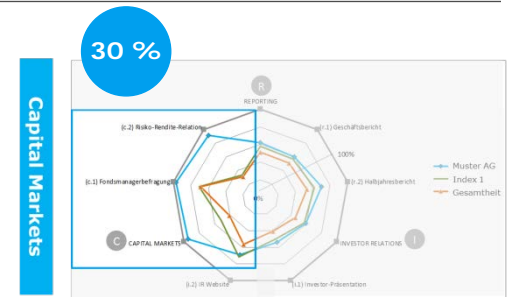 30 %
Capital Markets
R
REPORTING
(c.2) Risiko-Rendite-Relation
(r.1) Geschäftsbericht
100%
Muster AG
Index 1
Gesamtheit
(c.1) Fondsmanagerbefragung
(r.2) Halbjahresbericht
0%
C
CAPITAL MARKETS
INVESTOR RELATIONS
I
(i.2) IR Website
(i.1) Investor-Präsentation